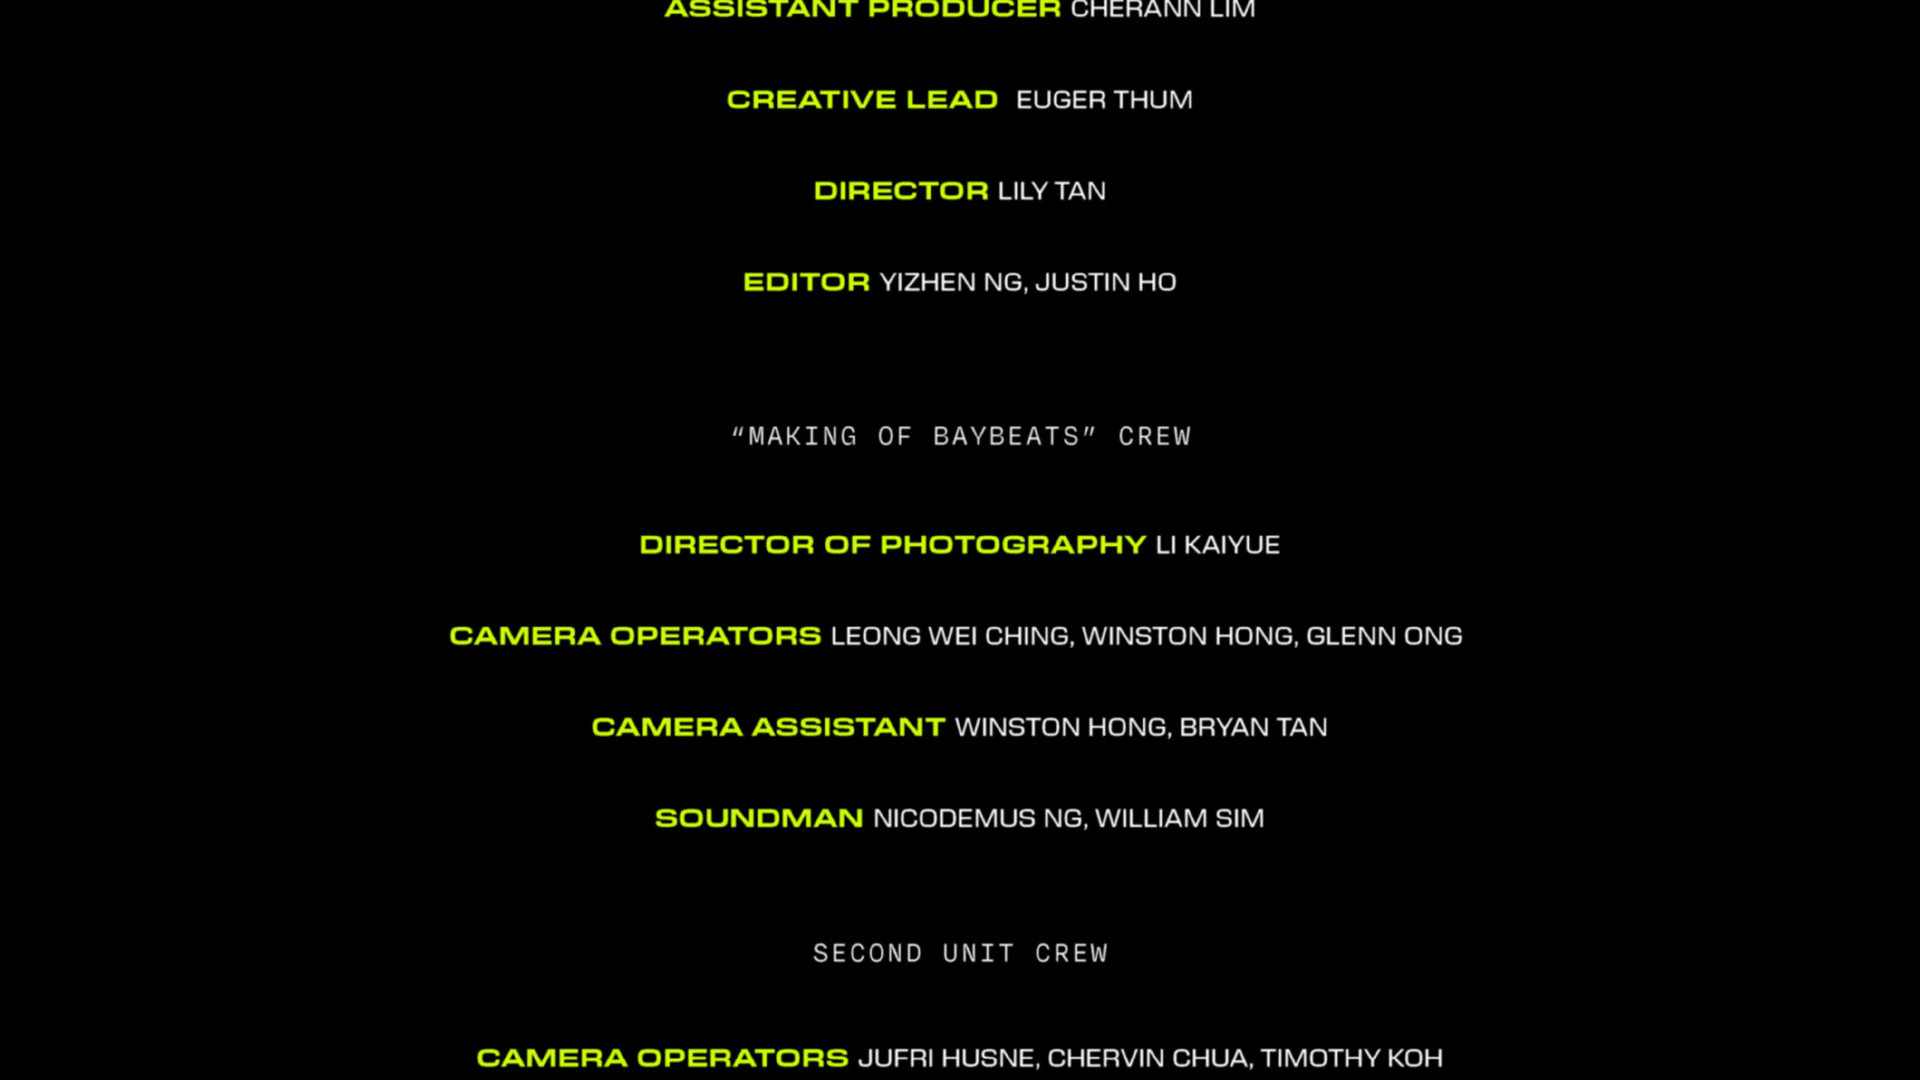 ASSISTANT PRODUCER CHERANN LIM
CREATIVE LEAD EUGER THUM
DIRECTOR LILY TAN
EDITOR YIZHEN NG, JUSTIN HO
“MAKING OF BAYBEATS” CREW
DIRECTOR OF PHOTOGRAPHY LI KAIYUE
CAMERA OPERATORS LEONG WEI CHING, WINSTON HONG, GLENN ONG
CAMERA ASSISTANT WINSTON HONG, BRYAN TAN
SOUNDMAN NICODEMUS NG, WILLIAM SIM
SECOND UNIT CREW
CAMERA OPERATORS JUFRI HUSNE, CHERVIN CHUA, TIMOTHY KOH